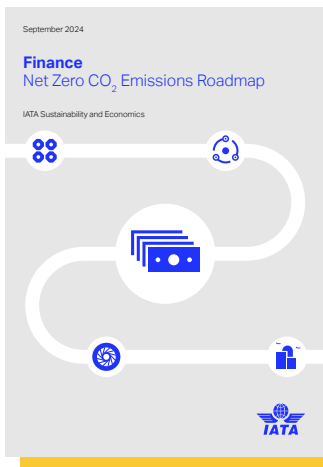 September 2024
Finance
Net Zero CO2 Emissions Roadmap
IATA Sustainability and Economics
IATA